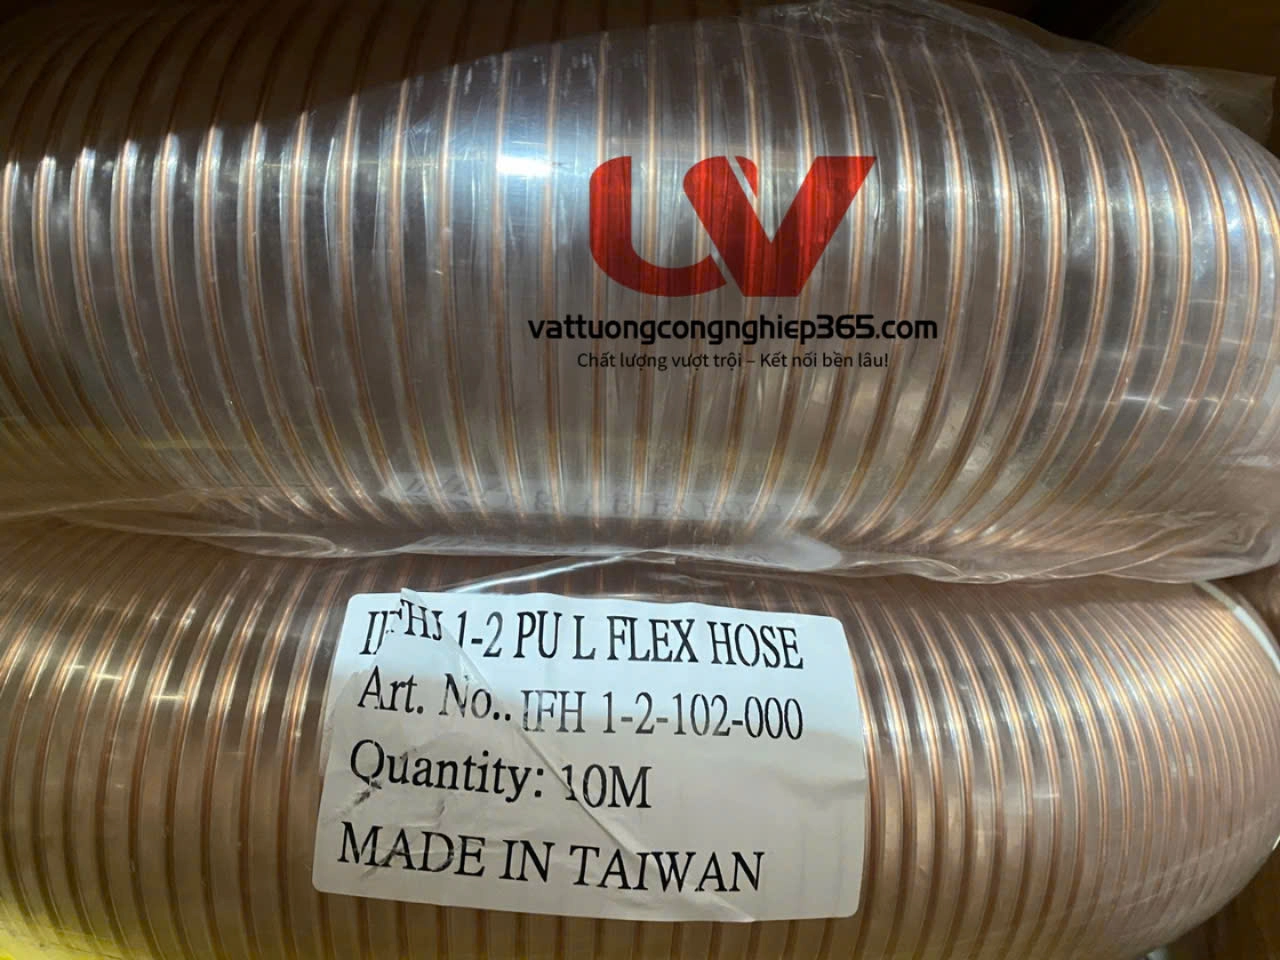 vattuongcongnghiep365.com
Chất lượng vượt trội – Kết nối bền lâu!
IFH 1-2 PU L FLEX HOSE
Art. No.. IFH 1-2-102-000
Quantity: 10M
MADE IN TAIWAN